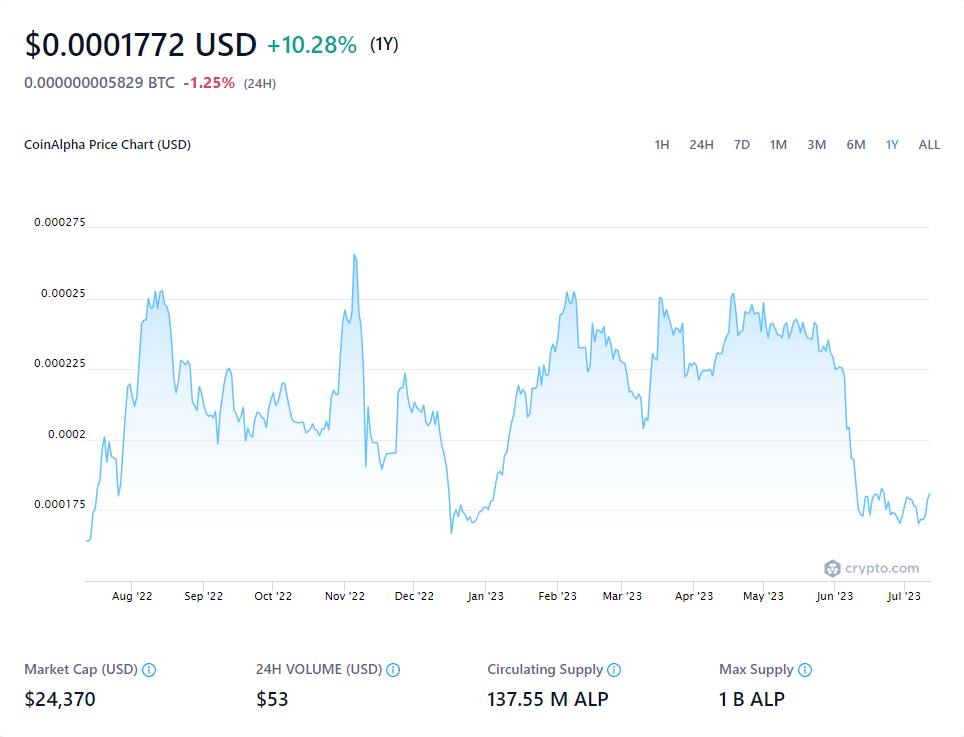 $0.0001772 USD +10.28% (1Y)
0.000000005829 BTC -1.25% (24H)
CoinAlpha Price Chart (USD) 1H 24H 7D 1M 3M 6M 1Y ALL
0.000275
0.00025
0.000225
0.0002
0.000175
crypto.com
Aug '22 Sep '22 Oct '22 Nov '22 Dec '22 Jan '23 Feb '23 Mar '23 Apr '23 May '23 Jun '23 Jul '23
Market Cap (USD) 24H VOLUME (USD) Circulating Supply Max Supply
$24,370 $53 137.55 M ALP 1 B ALP